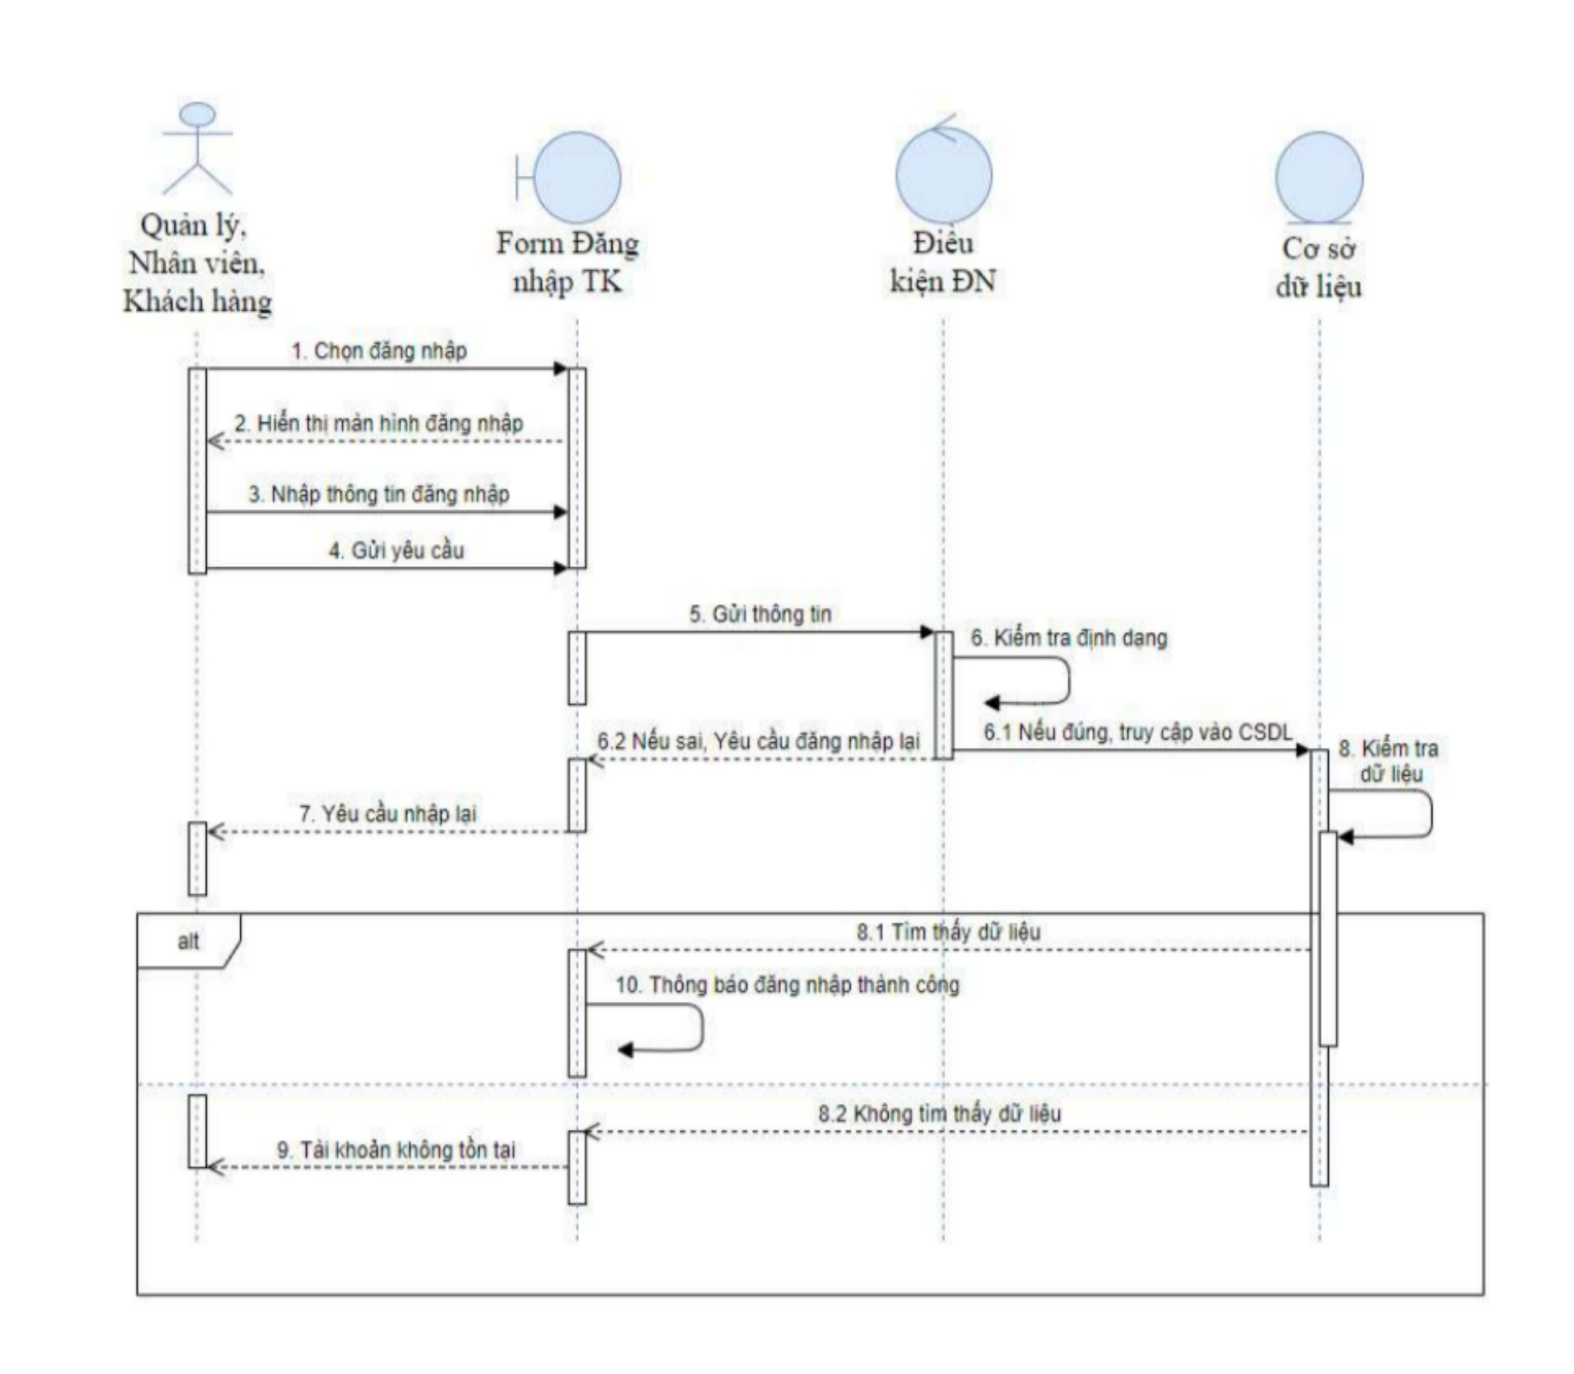 Quản lý,
Nhân viên,
Khách hàng
Form Đăng
nhập TK
Điều
kiện ĐN
Cơ sở
dữ liệu
1. Chọn đăng nhập
2. Hiển thị màn hình đăng nhập
3. Nhập thông tin đăng nhập
4. Gửi yêu cầu
5. Gửi thông tin
6. Kiểm tra định dạng
6.1 Nếu đúng, truy cập vào CSDL
6.2 Nếu sai, Yêu cầu đăng nhập lại
8. Kiểm tra
dữ liệu
7. Yêu cầu nhập lại
alt
8.1 Tìm thấy dữ liệu
10. Thông báo đăng nhập thành công
8.2 Không tìm thấy dữ liệu
9. Tài khoản không tồn tại